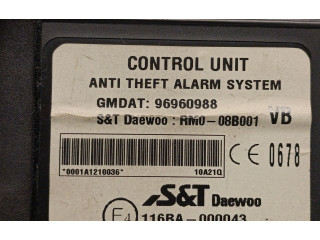 CONTROL UNIT
ANTI THEFT ALARM SYSTEM
GMDAT: 96960988
S&T Daewoo: RM0-08B001 VB
*0001A1210036* 10A21Q
CE 0678
S&T Daewoo
E4 116RA-000043